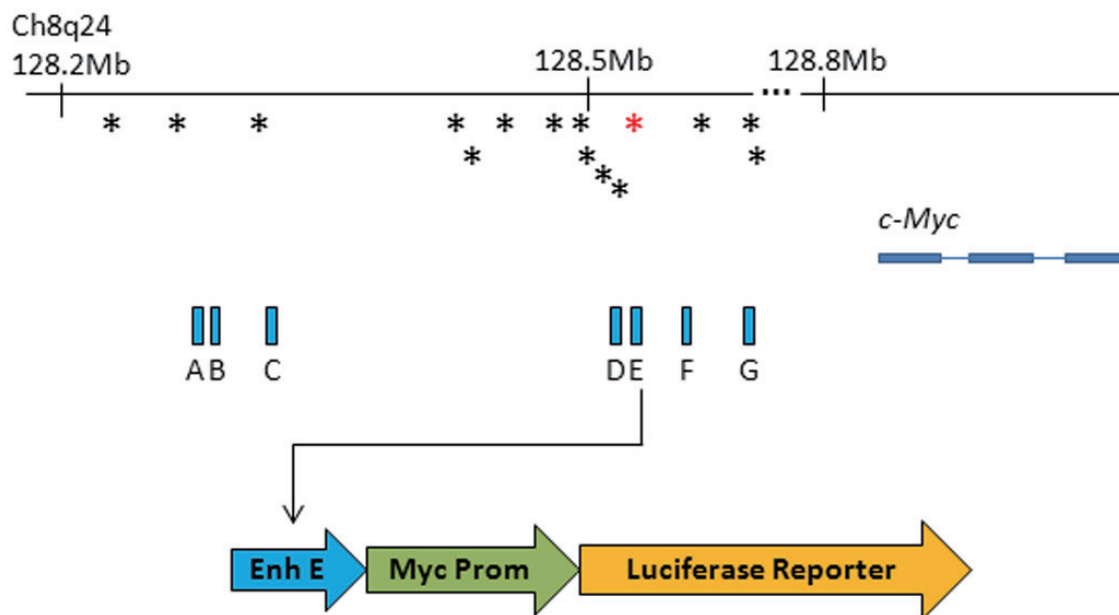 Ch8q24
128.2Mb 128.5Mb 128.8Mb
...
* * * * * * * * * *
* * *
*
*
c-Myc
A B C D E F G
Enh E Myc Prom Luciferase Reporter